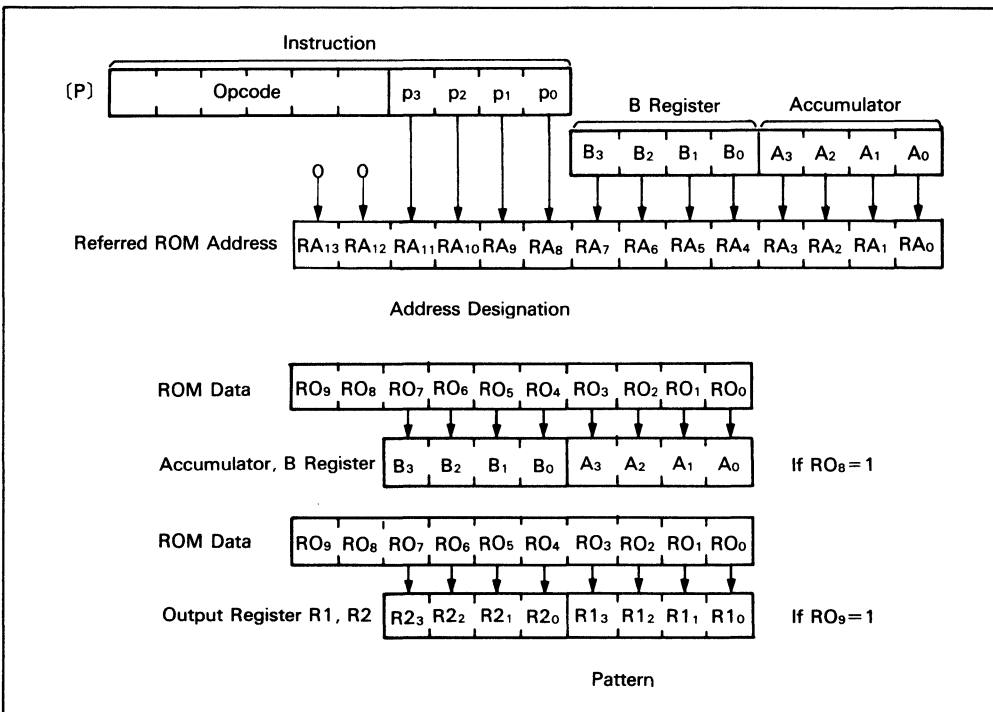 Instruction
[P] Opcode p₃ p₂ p₁ p₀
B Register Accumulator
B₃ B₂ B₁ B₀ A₃ A₂ A₁ A₀
0 0
Referred ROM Address RA₁₃ RA₁₂ RA₁₁ RA₁₀ RA₉ RA₈ RA₇ RA₆ RA₅ RA₄ RA₃ RA₂ RA₁ RA₀
Address Designation
ROM Data RO₉ RO₈ RO₇ RO₆ RO₅ RO₄ RO₃ RO₂ RO₁ RO₀
Accumulator, B Register B₃ B₂ B₁ B₀ A₃ A₂ A₁ A₀ If RO₈=1
ROM Data RO₉ RO₈ RO₇ RO₆ RO₅ RO₄ RO₃ RO₂ RO₁ RO₀
Output Register R1, R2 R2₃ R2₂ R2₁ R2₀ R1₃ R1₂ R1₁ R1₀ If RO₉=1
Pattern